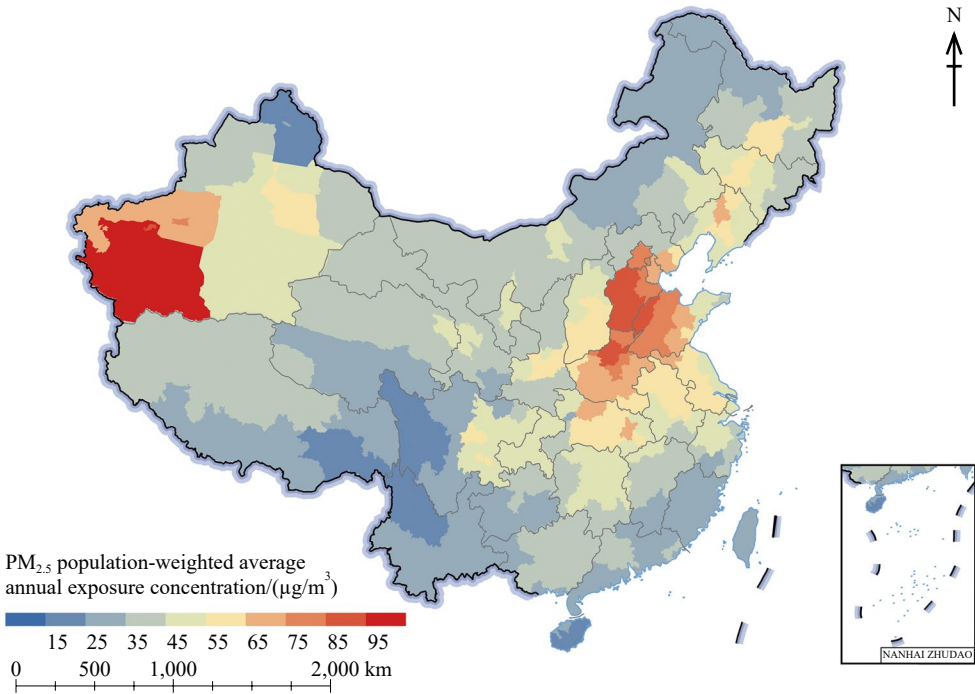 N
PM2.5 population-weighted average
annual exposure concentration/(μg/m³)
15 25 35 45 55 65 75 85 95
0 500 1,000 2,000 km
NANHAI ZHUDAO